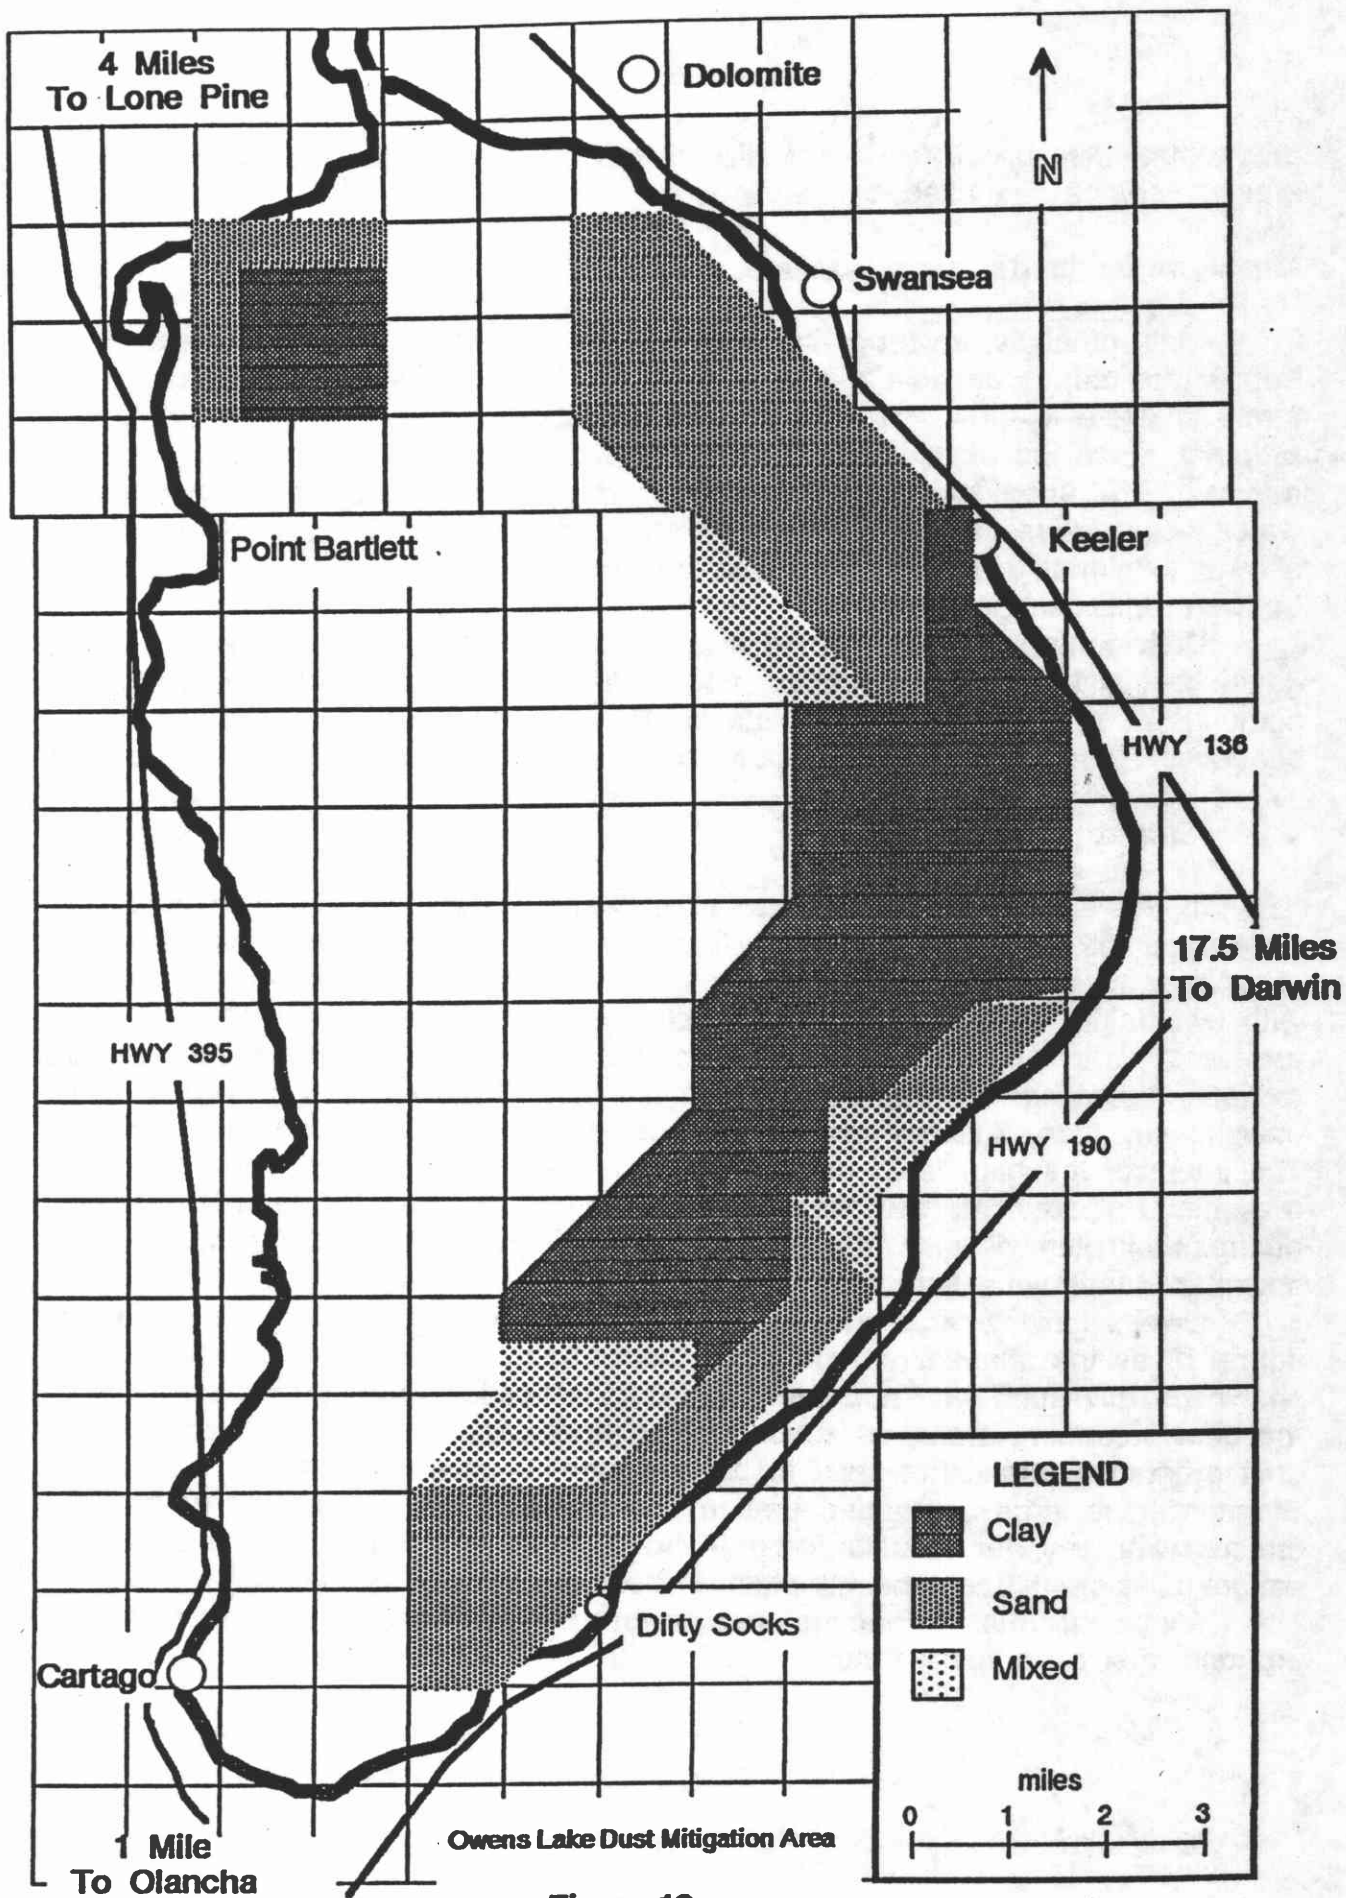 4 Miles
To Lone Pine
Dolomite
N
Swansea
Point Bartlett
Keeler
HWY 136
17.5 Miles
To Darwin
HWY 395
HWY 190
LEGEND
Clay
Sand
Mixed
Dirty Socks
Cartago
miles
0 1 2 3
1 Mile
To Olancha
Owens Lake Dust Mitigation Area